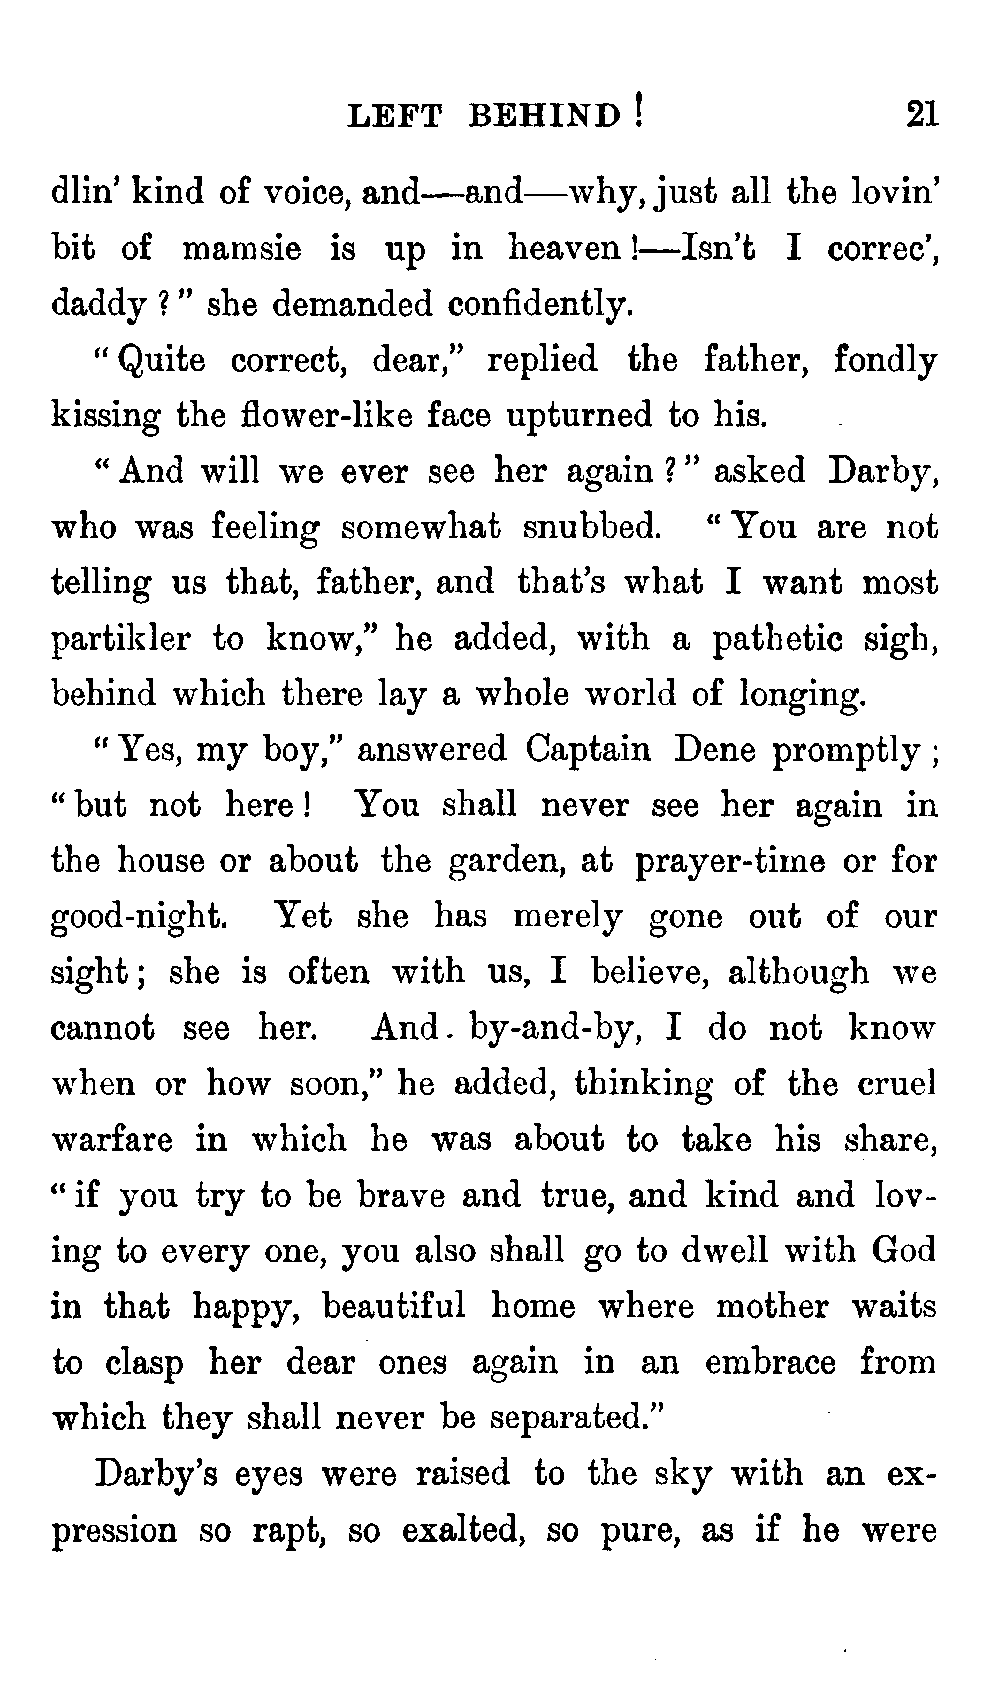 LEFT BEHIND! 21
dlin' kind of voice, and—and—why, just all the lovin'
bit of mamsie is up in heaven!—Isn't I correc',
daddy?" she demanded confidently.
"Quite correct, dear," replied the father, fondly
kissing the flower-like face upturned to his.
"And will we ever see her again?" asked Darby,
who was feeling somewhat snubbed. "You are not
telling us that, father, and that's what I want most
partikler to know," he added, with a pathetic sigh,
behind which there lay a whole world of longing.
"Yes, my boy," answered Captain Dene promptly;
"but not here! You shall never see her again in
the house or about the garden, at prayer-time or for
good-night. Yet she has merely gone out of our
sight; she is often with us, I believe, although we
cannot see her. And. by-and-by, I do not know
when or how soon," he added, thinking of the cruel
warfare in which he was about to take his share,
"if you try to be brave and true, and kind and lov-
ing to every one, you also shall go to dwell with God
in that happy, beautiful home where mother waits
to clasp her dear ones again in an embrace from
which they shall never be separated."
Darby's eyes were raised to the sky with an ex-
pression so rapt, so exalted, so pure, as if he were